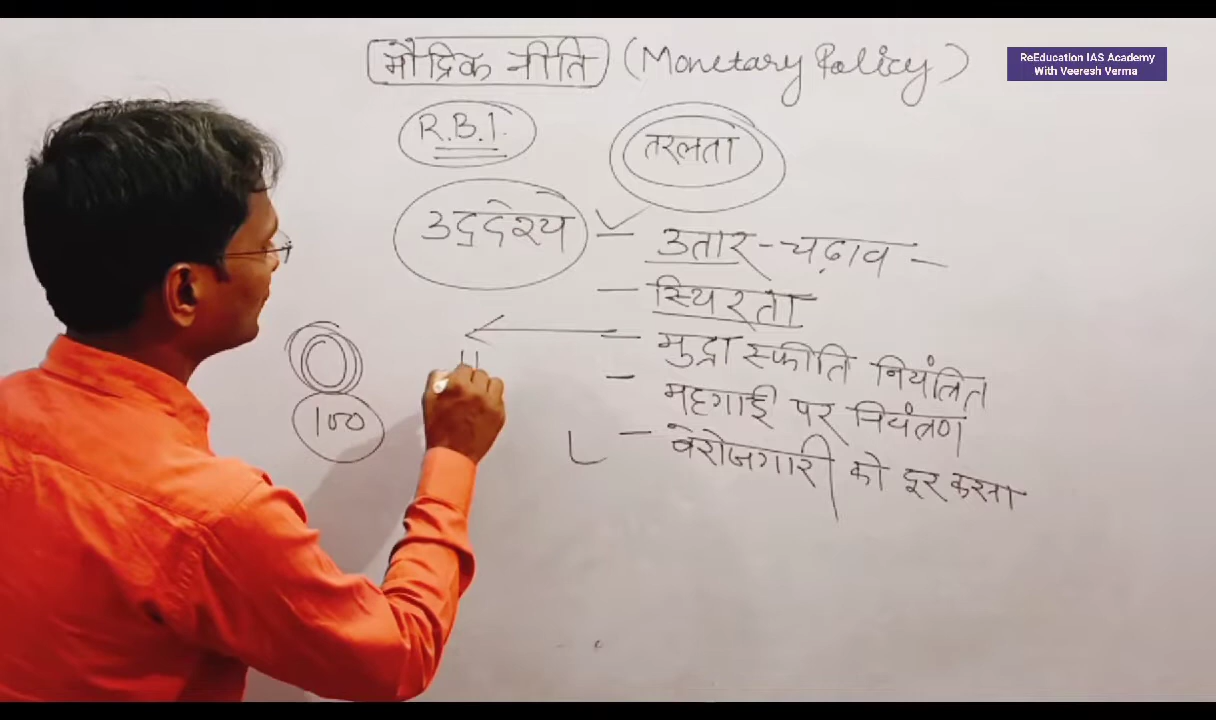 मौद्रिक नीति (Monetary Policy)
ReEducation IAS Academy
With Veeresh Verma
R.B.I.
तरलता
उद्देश्य
- उतार-चढ़ाव -
- स्थिरता
- मुद्रा स्फीति नियंत्रित
- महगाई पर नियंत्रण
- बेरोजगारी को दूर करना
100